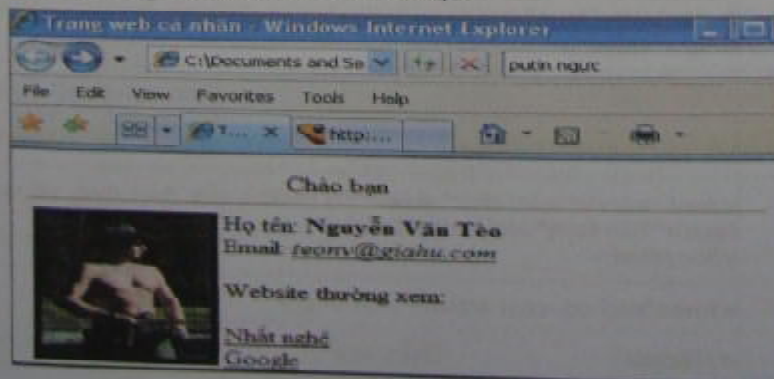 Trang web cá nhân - Windows Internet Explorer
C:\Documents and Se
putin ngực
File Edit View Favorites Tools Help
T... http:...
Chào bạn
Họ tên: Nguyễn Văn Tèo
Email: teonv@giahu.com
Website thường xem:
Nhất nghệ
Google